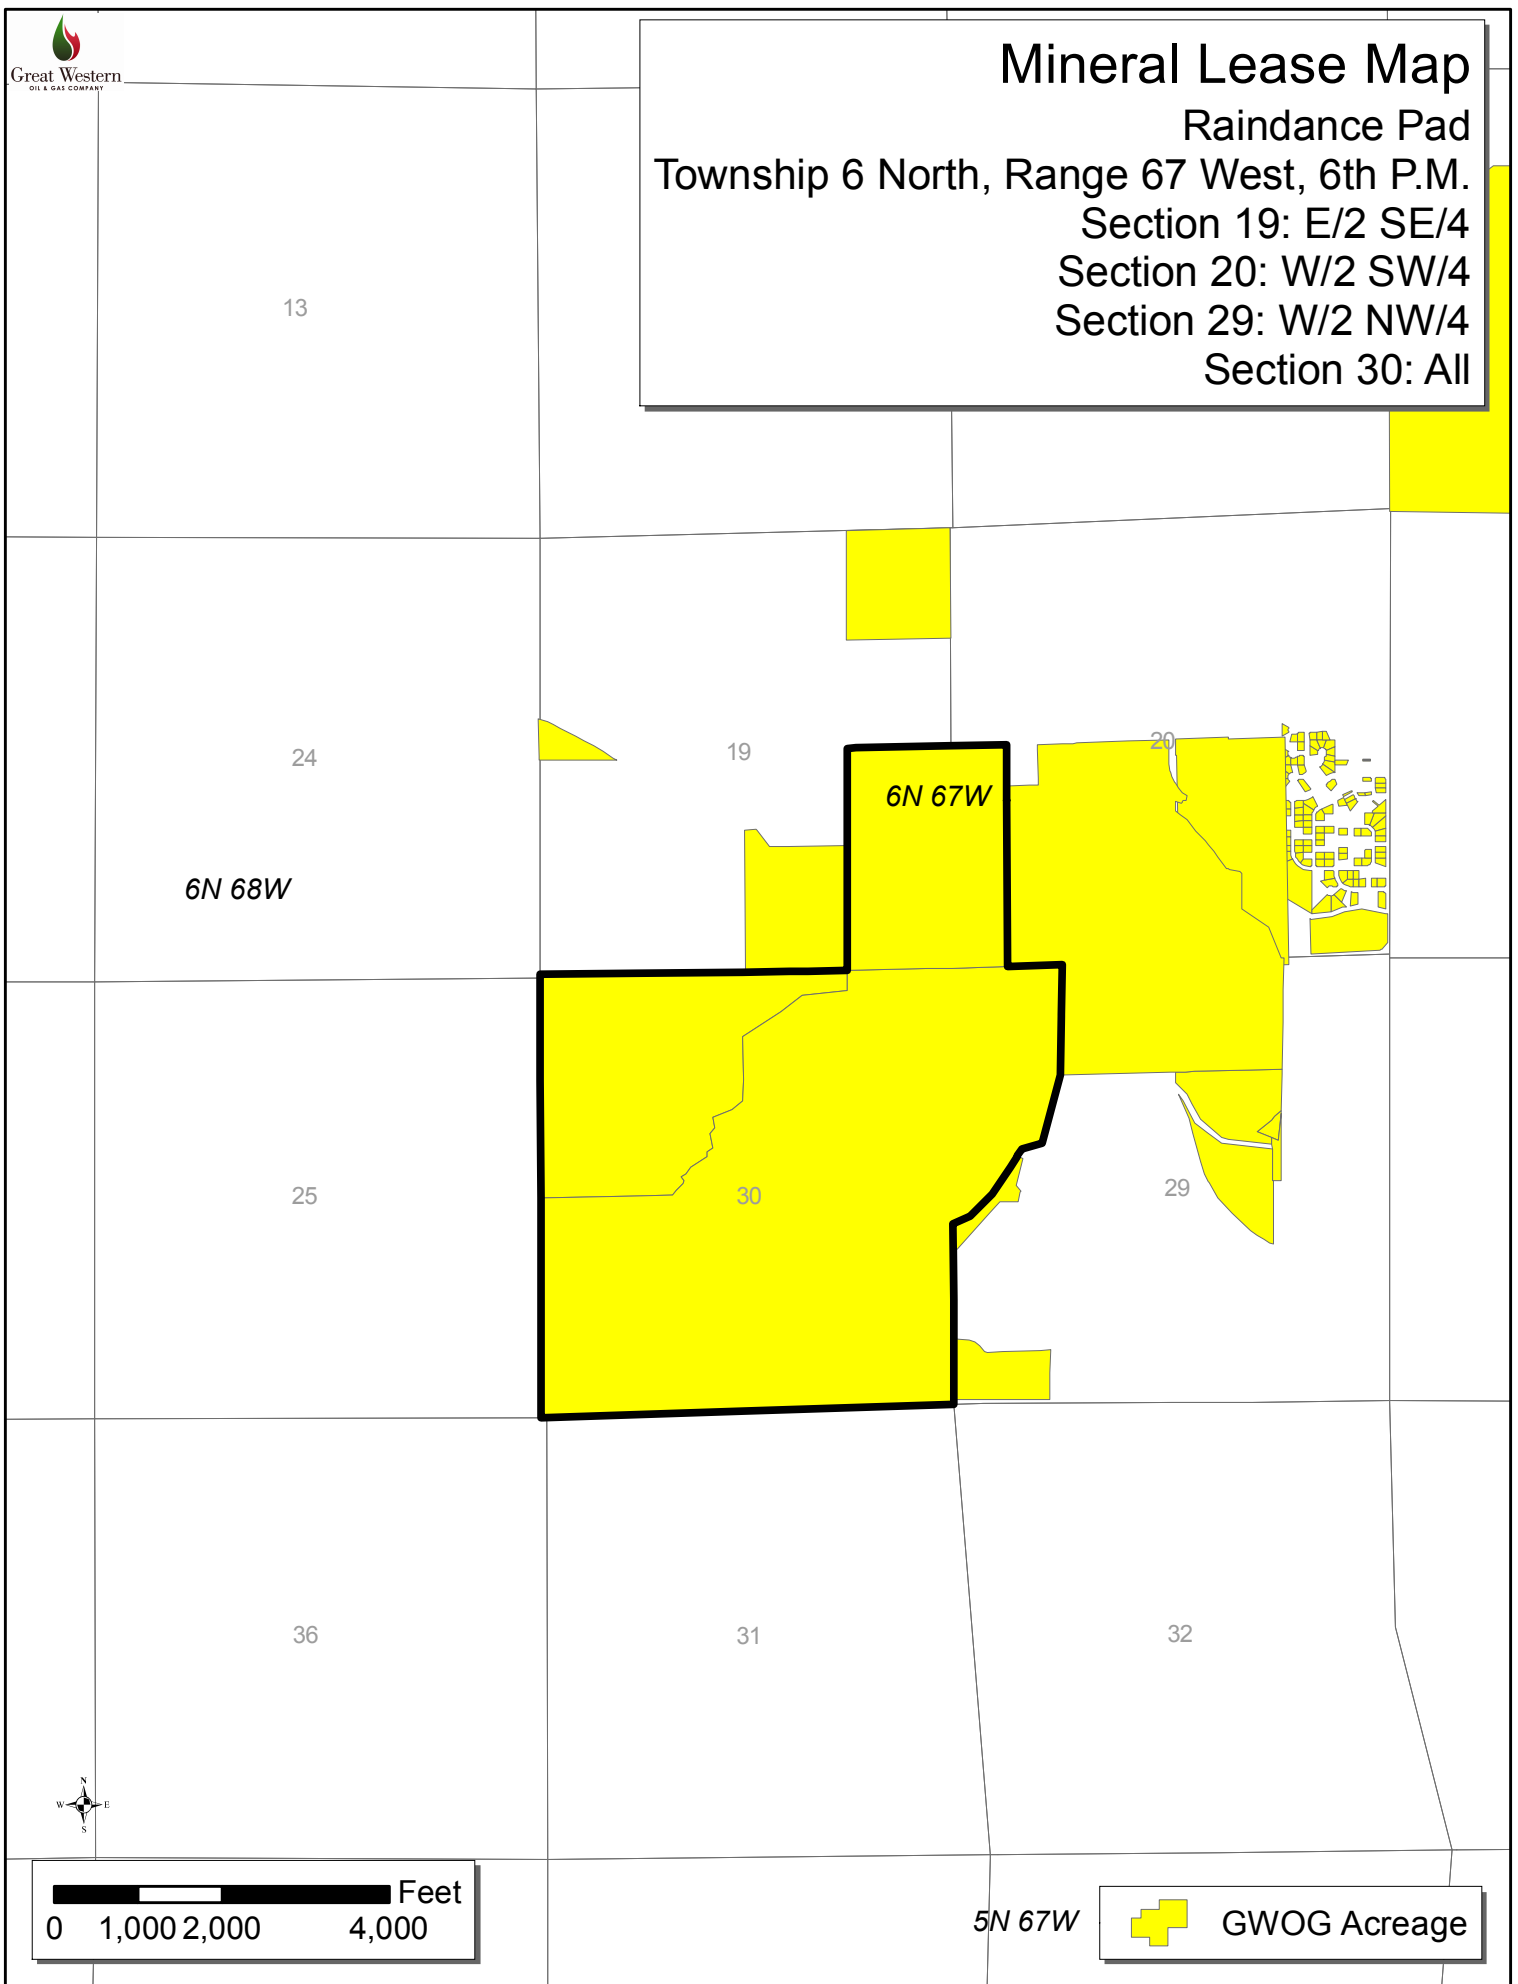 Great Western
OIL & GAS COMPANY
Mineral Lease Map
Raindance Pad
Township 6 North, Range 67 West, 6th P.M.
Section 19: E/2 SE/4
Section 20: W/2 SW/4
Section 29: W/2 NW/4
Section 30: All
13
24
19
20
6N 67W
6N 68W
25
30
29
36
31
32
N
W
E
S
Feet
0 1,000 2,000 4,000
5N 67W
GWOG Acreage